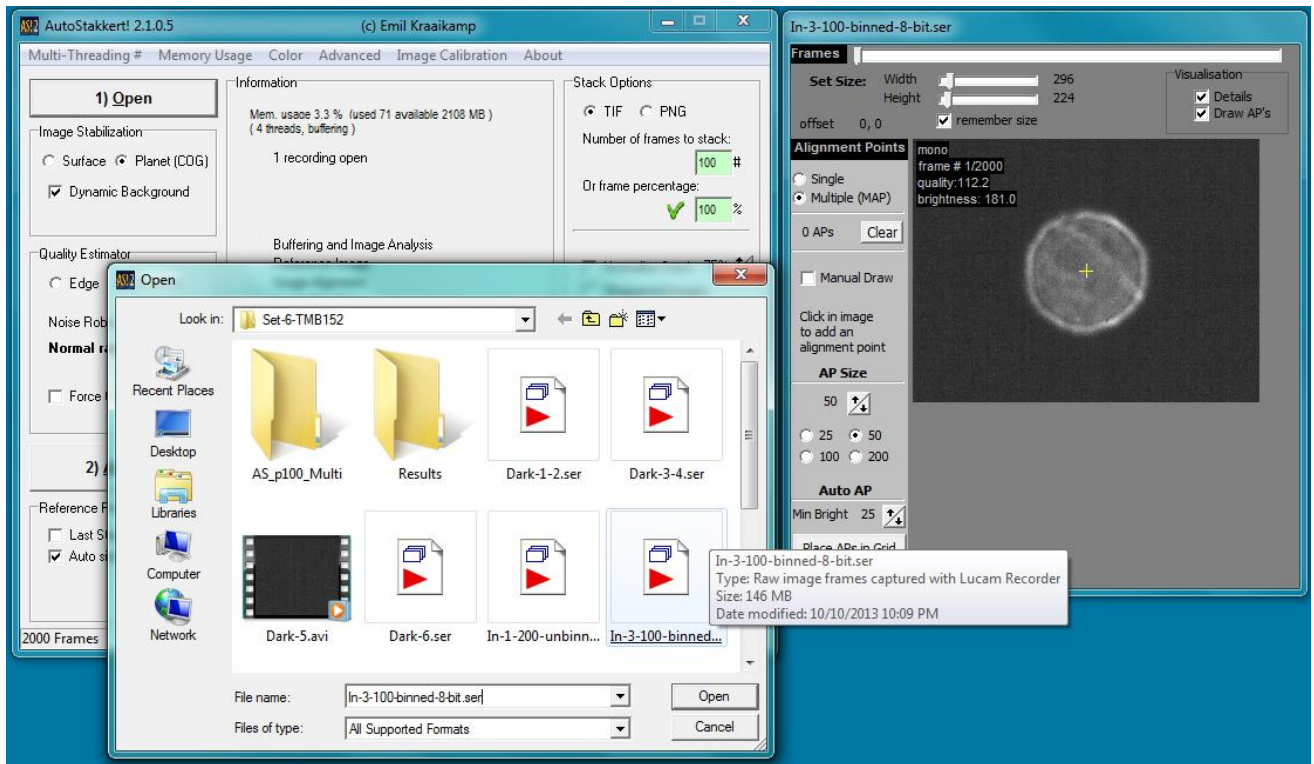 AutoStakkert! 2.1.0.5
(c) Emil Kraaikamp
Multi-Threading # Memory Usage Color Advanced Image Calibration About
1) Open
Image Stabilization
Surface Planet (COG)
Dynamic Background
Quality Estimator
Edge
Noise Rob
Normal ra
Force
2)
Reference F
Last S
Auto si
2000 Frames
Information
Mem. usage 3.3 % (used 71 available 2108 MB )
( 4 threads, buffering )
1 recording open
Buffering and Image Analysis
Reference Image
Stack Options
TIF PNG
Number of frames to stack:
100 #
Or frame percentage:
100 %
Open
Look in: Set-6-TMB152
Recent Places
Desktop
Libraries
Computer
Network
AS_p100_Multi
Results
Dark-1-2.ser
Dark-3-4.ser
Dark-5.avi
Dark-6.ser
In-1-200-unbinn...
In-3-100-binned...
File name: In-3-100-binned-8-bit.ser
Open
Files of type: All Supported Formats
Cancel
In-3-100-binned-8-bit.ser
Type: Raw image frames captured with Lucam Recorder
Size: 146 MB
Date modified: 10/10/2013 10:09 PM
In-3-100-binned-8-bit.ser
Frames
Set Size: Width 296
Height 224
offset 0, 0
remember size
Visualisation
Details
Draw AP's
Alignment Points
Single
Multiple (MAP)
0 APs Clear
Manual Draw
Click in image
to add an
alignment point
AP Size
50
25 50
100 200
Auto AP
Min Bright 25
Place APs in Grid
mono
frame # 1/2000
quality:112.2
brightness: 181.0